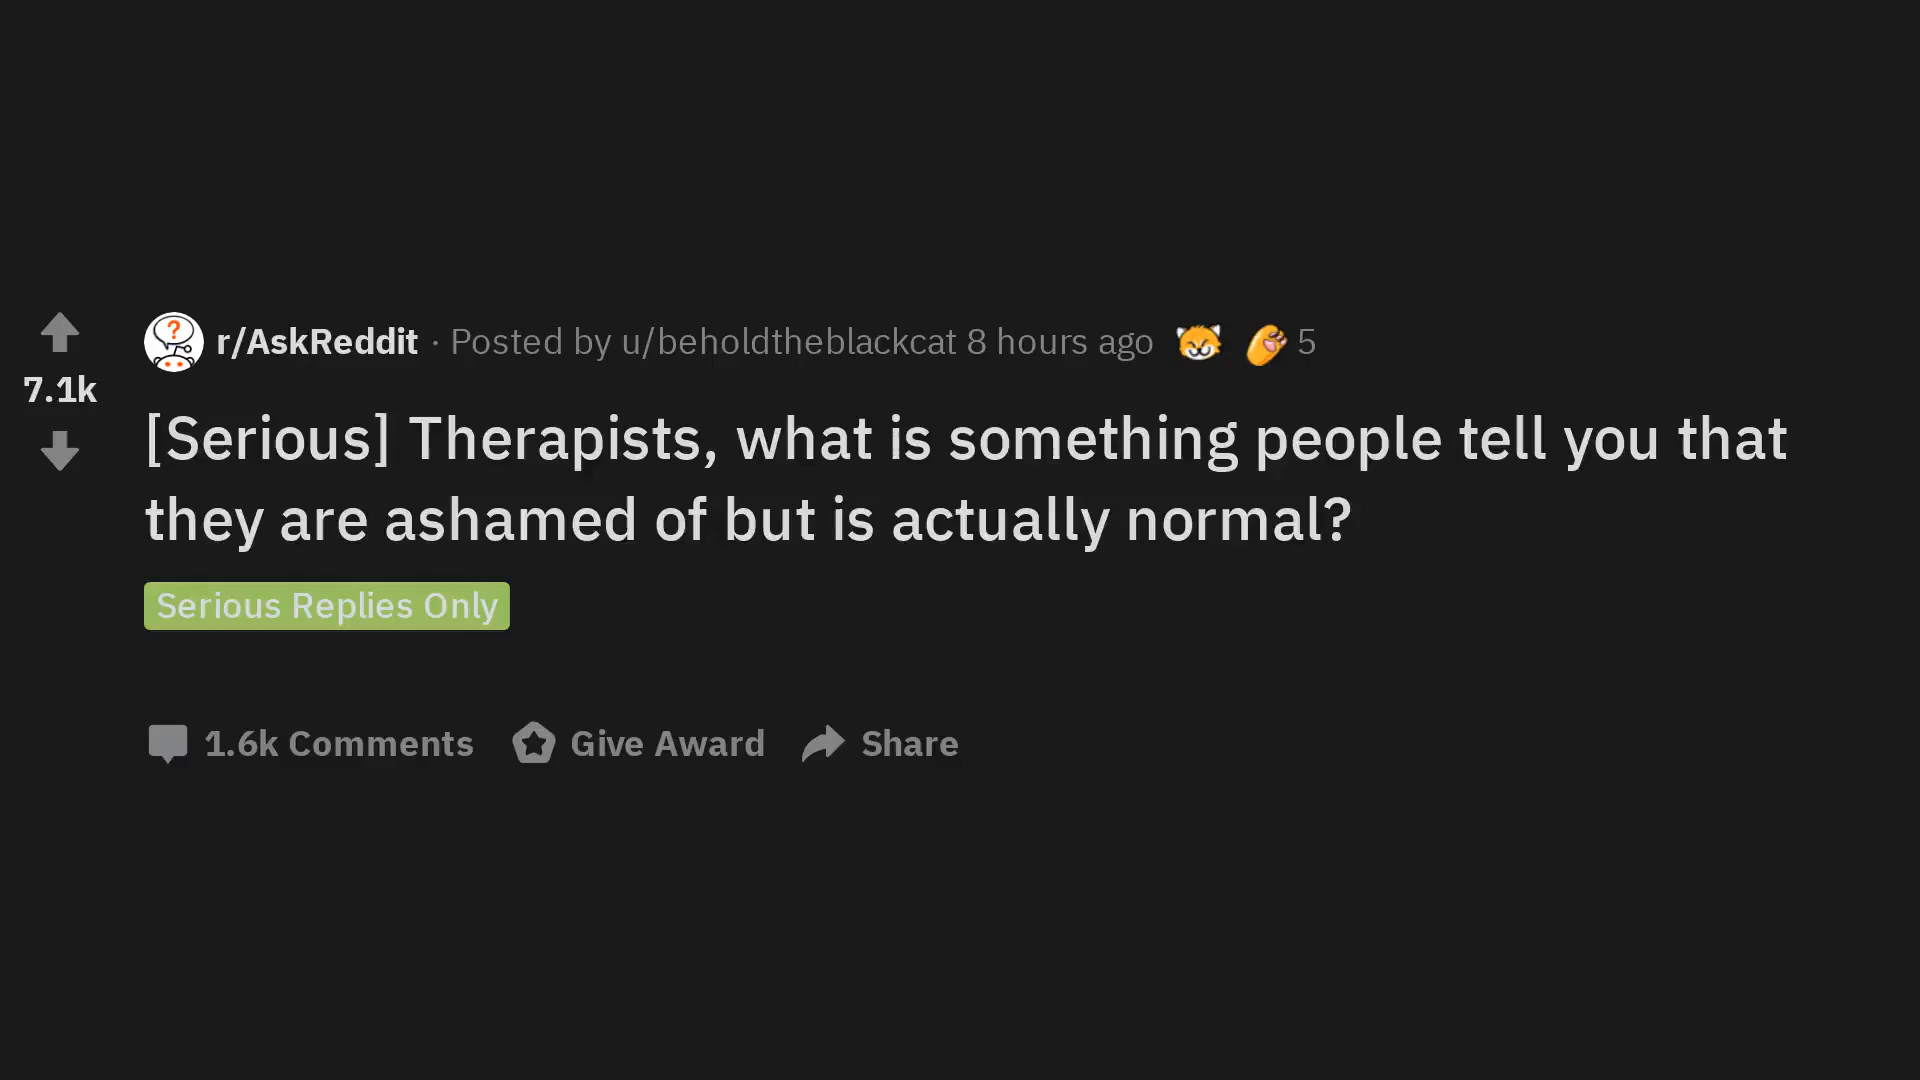 r/AskReddit · Posted by u/beholdtheblackcat 8 hours ago 5
7.1k
[Serious] Therapists, what is something people tell you that
they are ashamed of but is actually normal?
Serious Replies Only
1.6k Comments Give Award Share